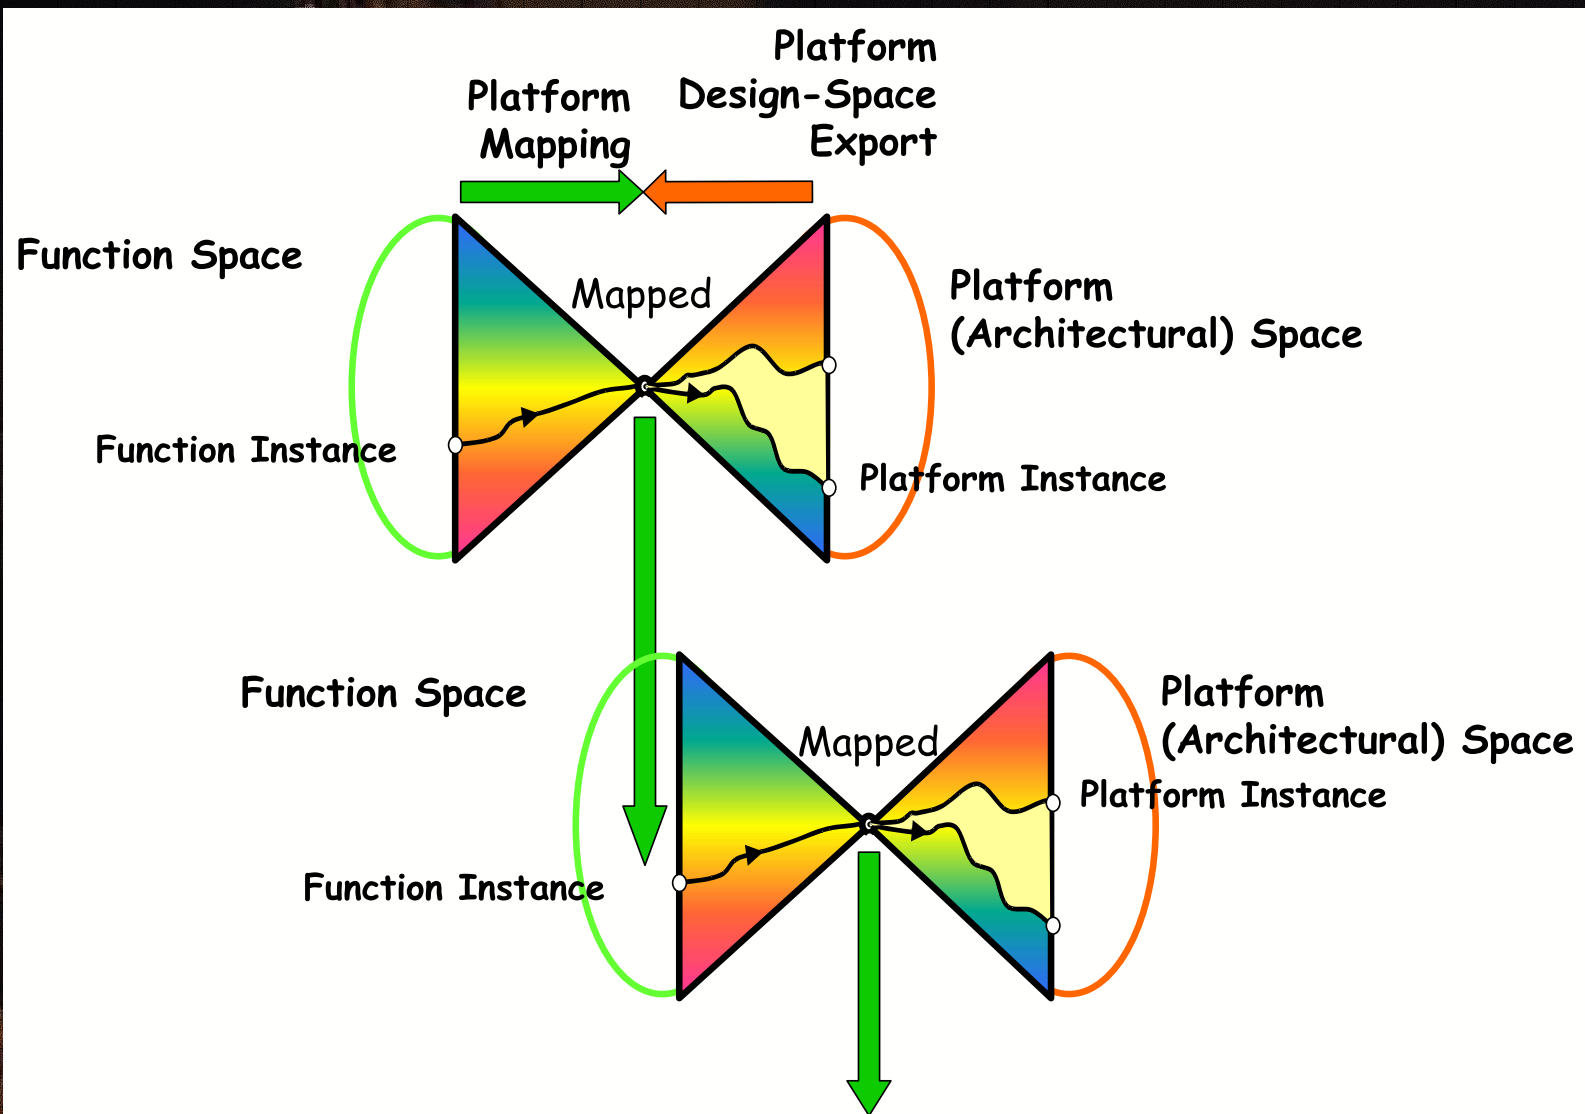 Platform
Mapping
Platform
Design-Space
Export
Function Space
Mapped
Platform
(Architectural) Space
Function Instance
Platform Instance
Function Space
Mapped
Platform
(Architectural) Space
Platform Instance
Function Instance